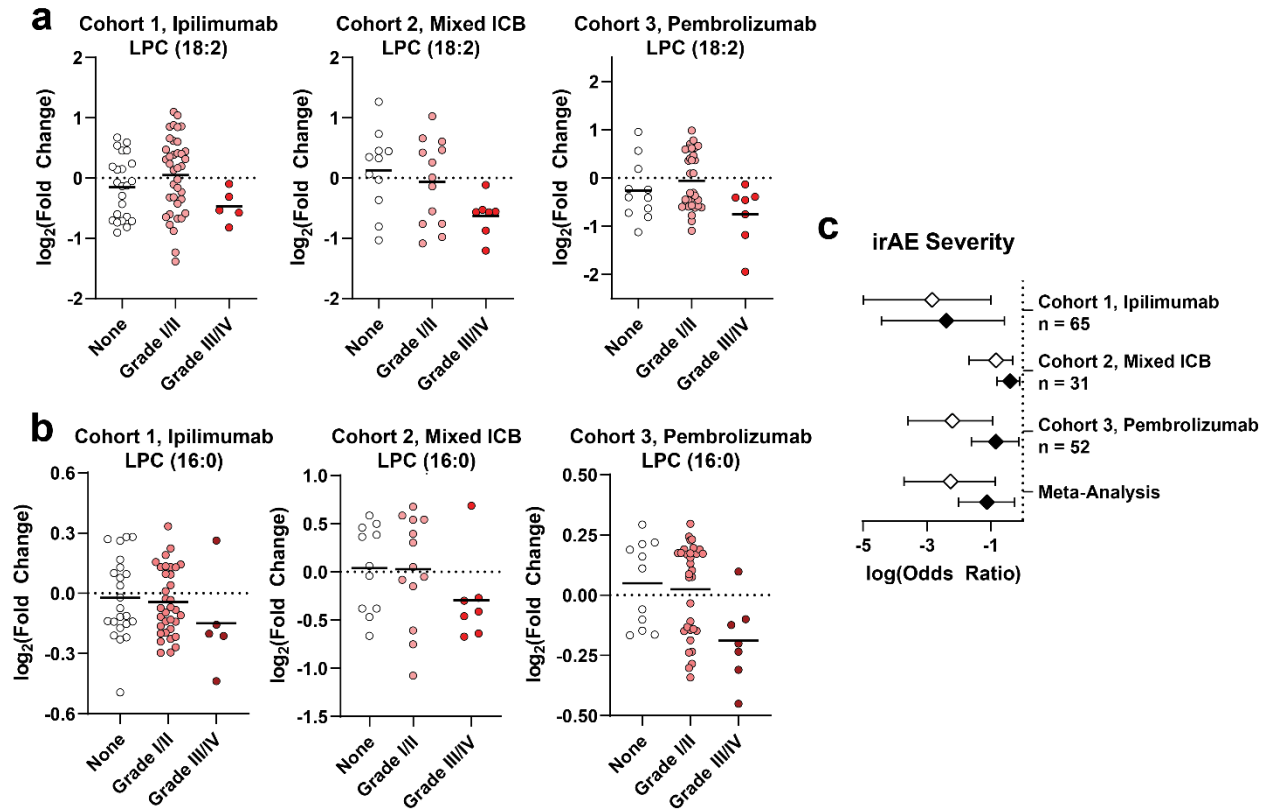 a
Cohort 1, Ipilimumab
LPC (18:2)
log2(Fold Change)
2
1
0
-1
-2
None
Grade I/II
Grade III/IV
Cohort 2, Mixed ICB
LPC (18:2)
log2(Fold Change)
2
1
0
-1
-2
None
Grade I/II
Grade III/IV
Cohort 3, Pembrolizumab
LPC (18:2)
log2(Fold Change)
2
1
0
-1
-2
None
Grade I/II
Grade III/IV
b
Cohort 1, Ipilimumab
LPC (16:0)
log2(Fold Change)
0.6
0.3
0.0
-0.3
-0.6
None
Grade I/II
Grade III/IV
Cohort 2, Mixed ICB
LPC (16:0)
log2(Fold Change)
1.0
0.5
0.0
-0.5
-1.0
-1.5
None
Grade I/II
Grade III/IV
Cohort 3, Pembrolizumab
LPC (16:0)
log2(Fold Change)
0.50
0.25
0.00
-0.25
-0.50
None
Grade I/II
Grade III/IV
c
irAE Severity
Cohort 1, Ipilimumab
n = 65
Cohort 2, Mixed ICB
n = 31
Cohort 3, Pembrolizumab
n = 52
Meta-Analysis
-5 -3 -1
log(Odds Ratio)